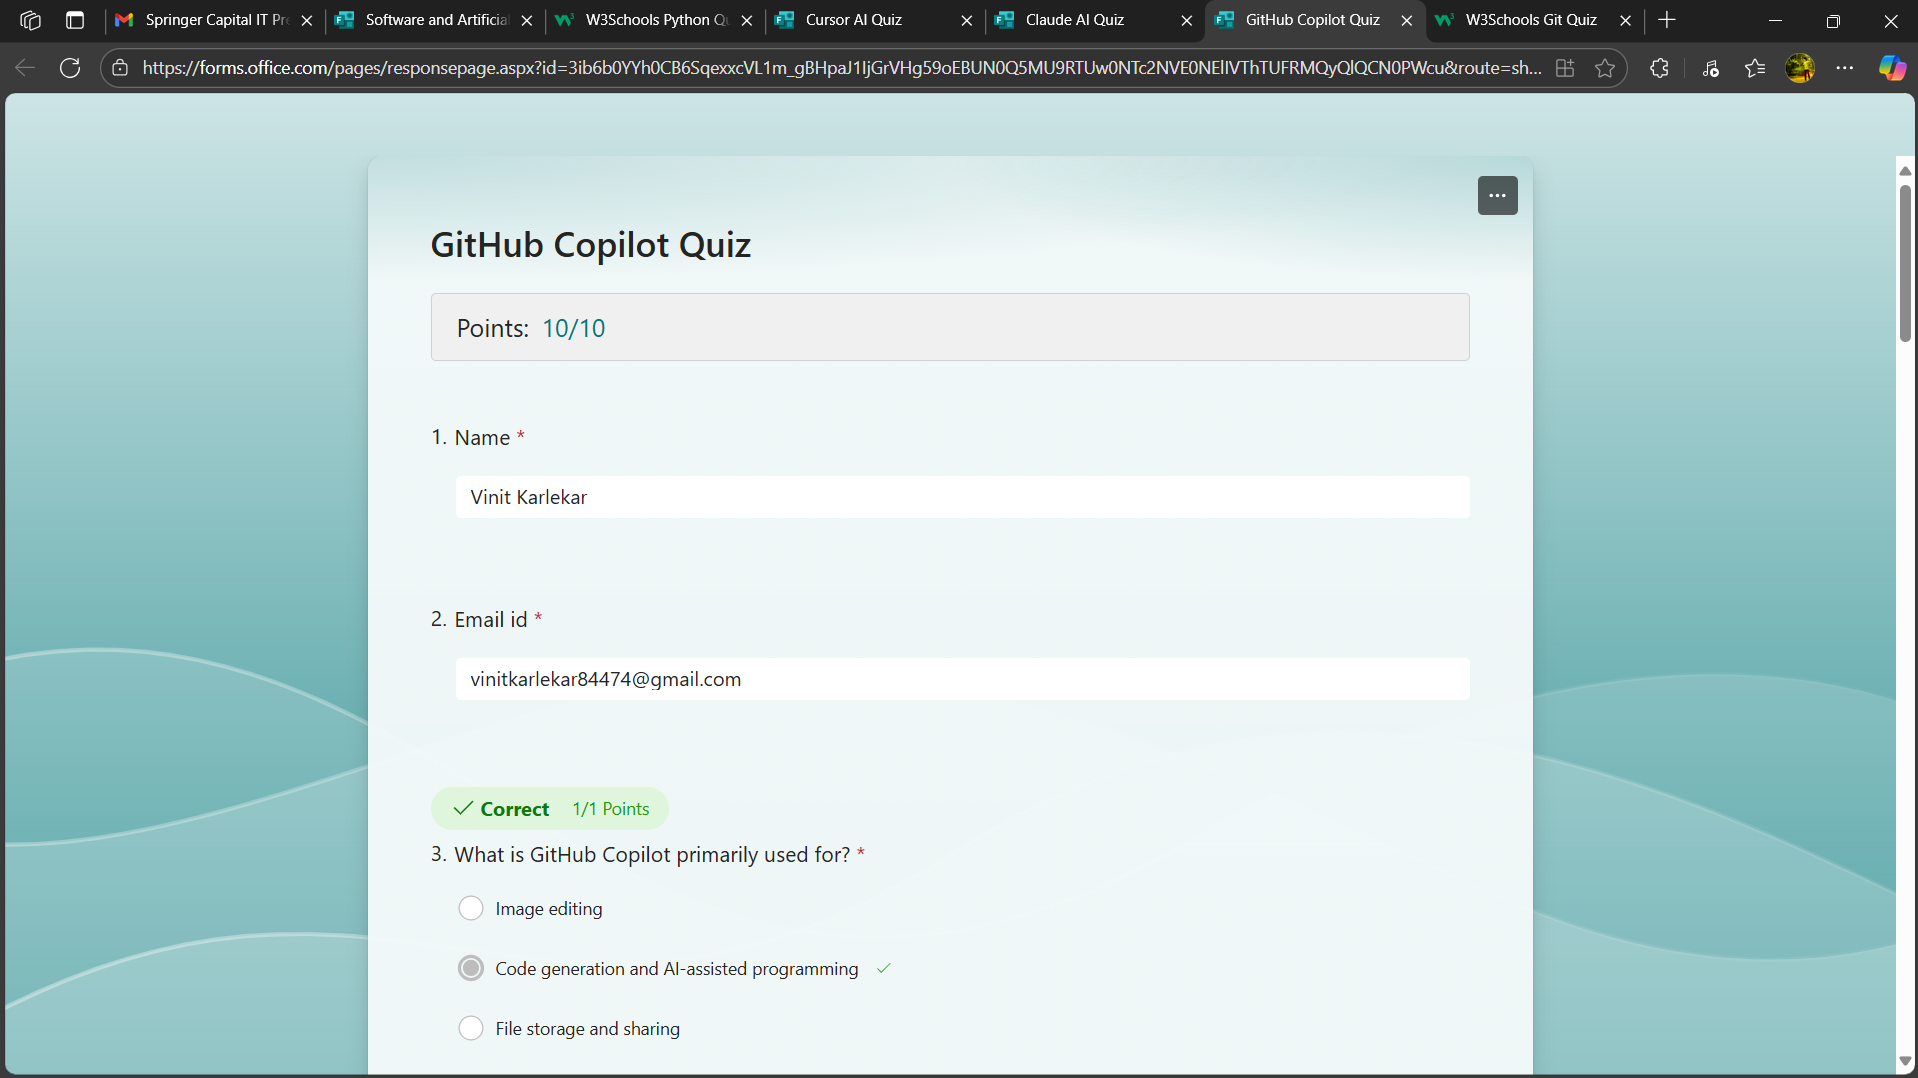 Springer Capital IT Pr
Software and Artificial
W3Schools Python Q
Cursor AI Quiz
Claude AI Quiz
GitHub Copilot Quiz
W3Schools Git Quiz
https://forms.office.com/pages/responsepage.aspx?id=3ib6b0YYh0CB6SqexxcVL1m_gBHpaJ1IjGrVHg59oEBUN0Q5MU9RTUw0NTc2NVE0NElIVThTUFRMQyQlQCN0PWcu&route=sh...
GitHub Copilot Quiz
Points: 10/10
1. Name *
Vinit Karlekar
2. Email id *
vinitkarlekar84474@gmail.com
Correct 1/1 Points
3. What is GitHub Copilot primarily used for? *
Image editing
Code generation and AI-assisted programming
File storage and sharing